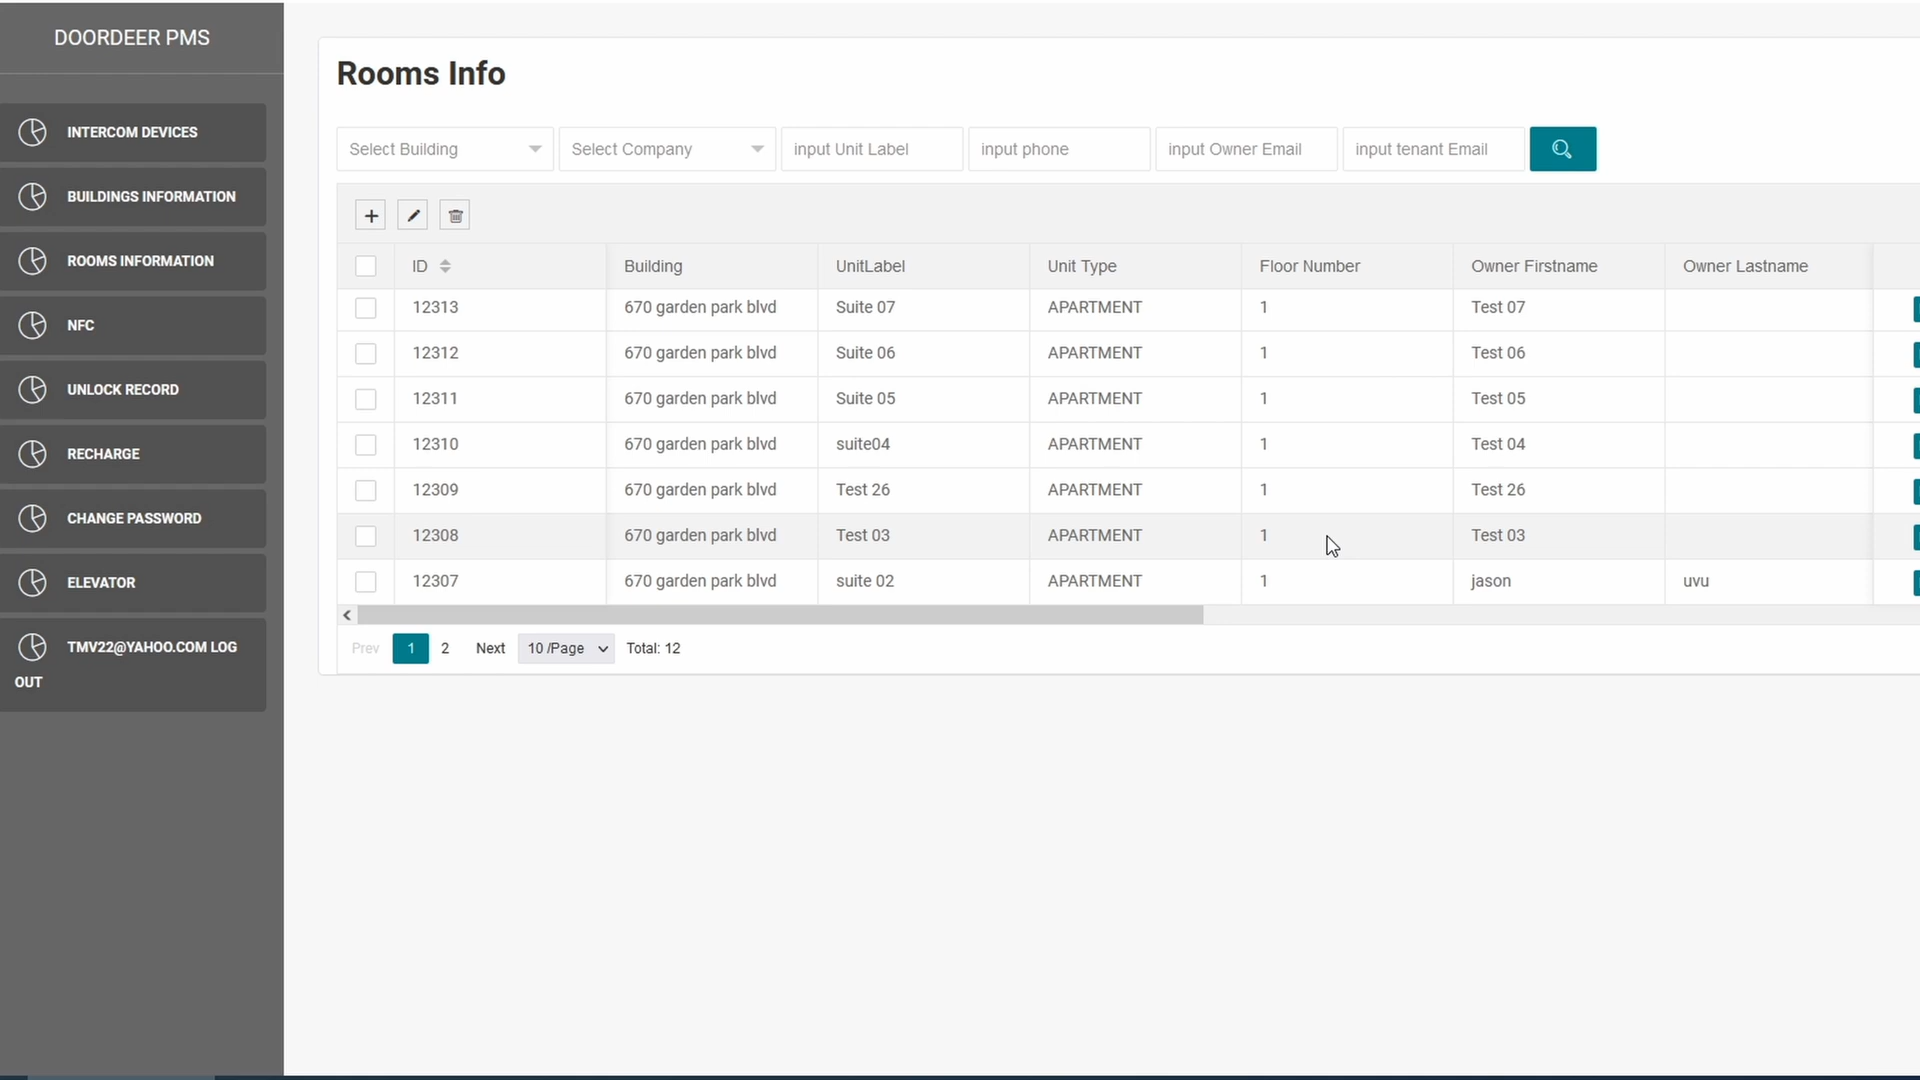 DOORDEER PMS
INTERCOM DEVICES
BUILDINGS INFORMATION
ROOMS INFORMATION
NFC
UNLOCK RECORD
RECHARGE
CHANGE PASSWORD
ELEVATOR
TMV22@YAHOO.COM LOG
OUT
Rooms Info
Select Building Select Company input Unit Label input phone input Owner Email input tenant Email
ID Building UnitLabel Unit Type Floor Number Owner Firstname Owner Lastname
12313 670 garden park blvd Suite 07 APARTMENT 1 Test 07
12312 670 garden park blvd Suite 06 APARTMENT 1 Test 06
12311 670 garden park blvd Suite 05 APARTMENT 1 Test 05
12310 670 garden park blvd suite04 APARTMENT 1 Test 04
12309 670 garden park blvd Test 26 APARTMENT 1 Test 26
12308 670 garden park blvd Test 03 APARTMENT 1 Test 03
12307 670 garden park blvd suite 02 APARTMENT 1 jason uvu
Prev 1 2 Next 10 /Page Total: 12